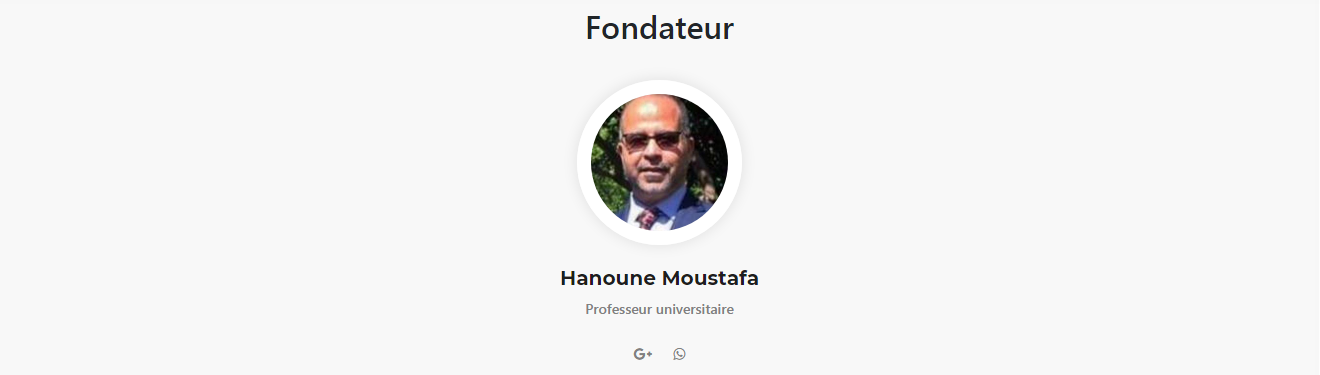 Fondateur
Hanoune Moustafa
Professeur universitaire
G+